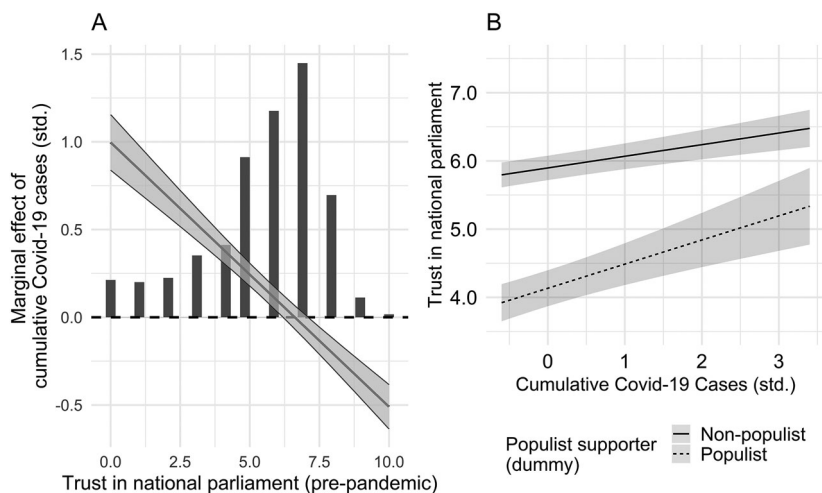 A
Marginal effect of
cumulative Covid-19 cases (std.)
1.5
1.0
0.5
0.0
-0.5
0.0 2.5 5.0 7.5 10.0
Trust in national parliament (pre-pandemic)
B
Trust in national parliament
7.0
6.0
5.0
4.0
0 1 2 3
Cumulative Covid-19 Cases (std.)
Populist supporter
(dummy)
Non-populist
Populist